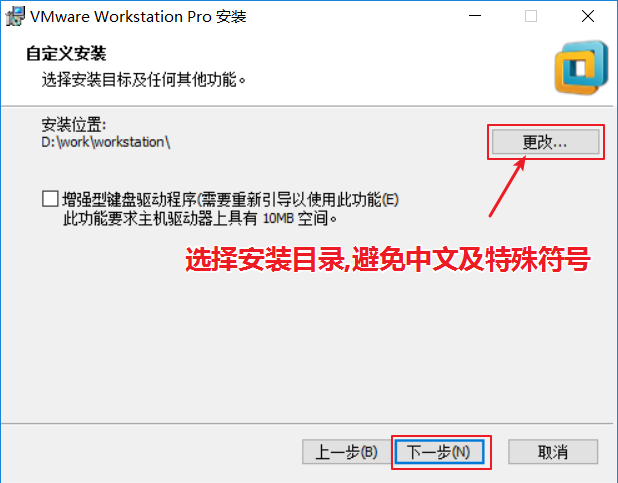 VMware Workstation Pro 安装
自定义安装
选择安装目标及任何其他功能。
安装位置:
D:\work\workstation\
更改...
增强型键盘驱动程序(需要重新引导以使用此功能(E)
此功能要求主机驱动器上具有 10MB 空间。
选择安装目录,避免中文及特殊符号
上一步(B)
下一步(N)
取消